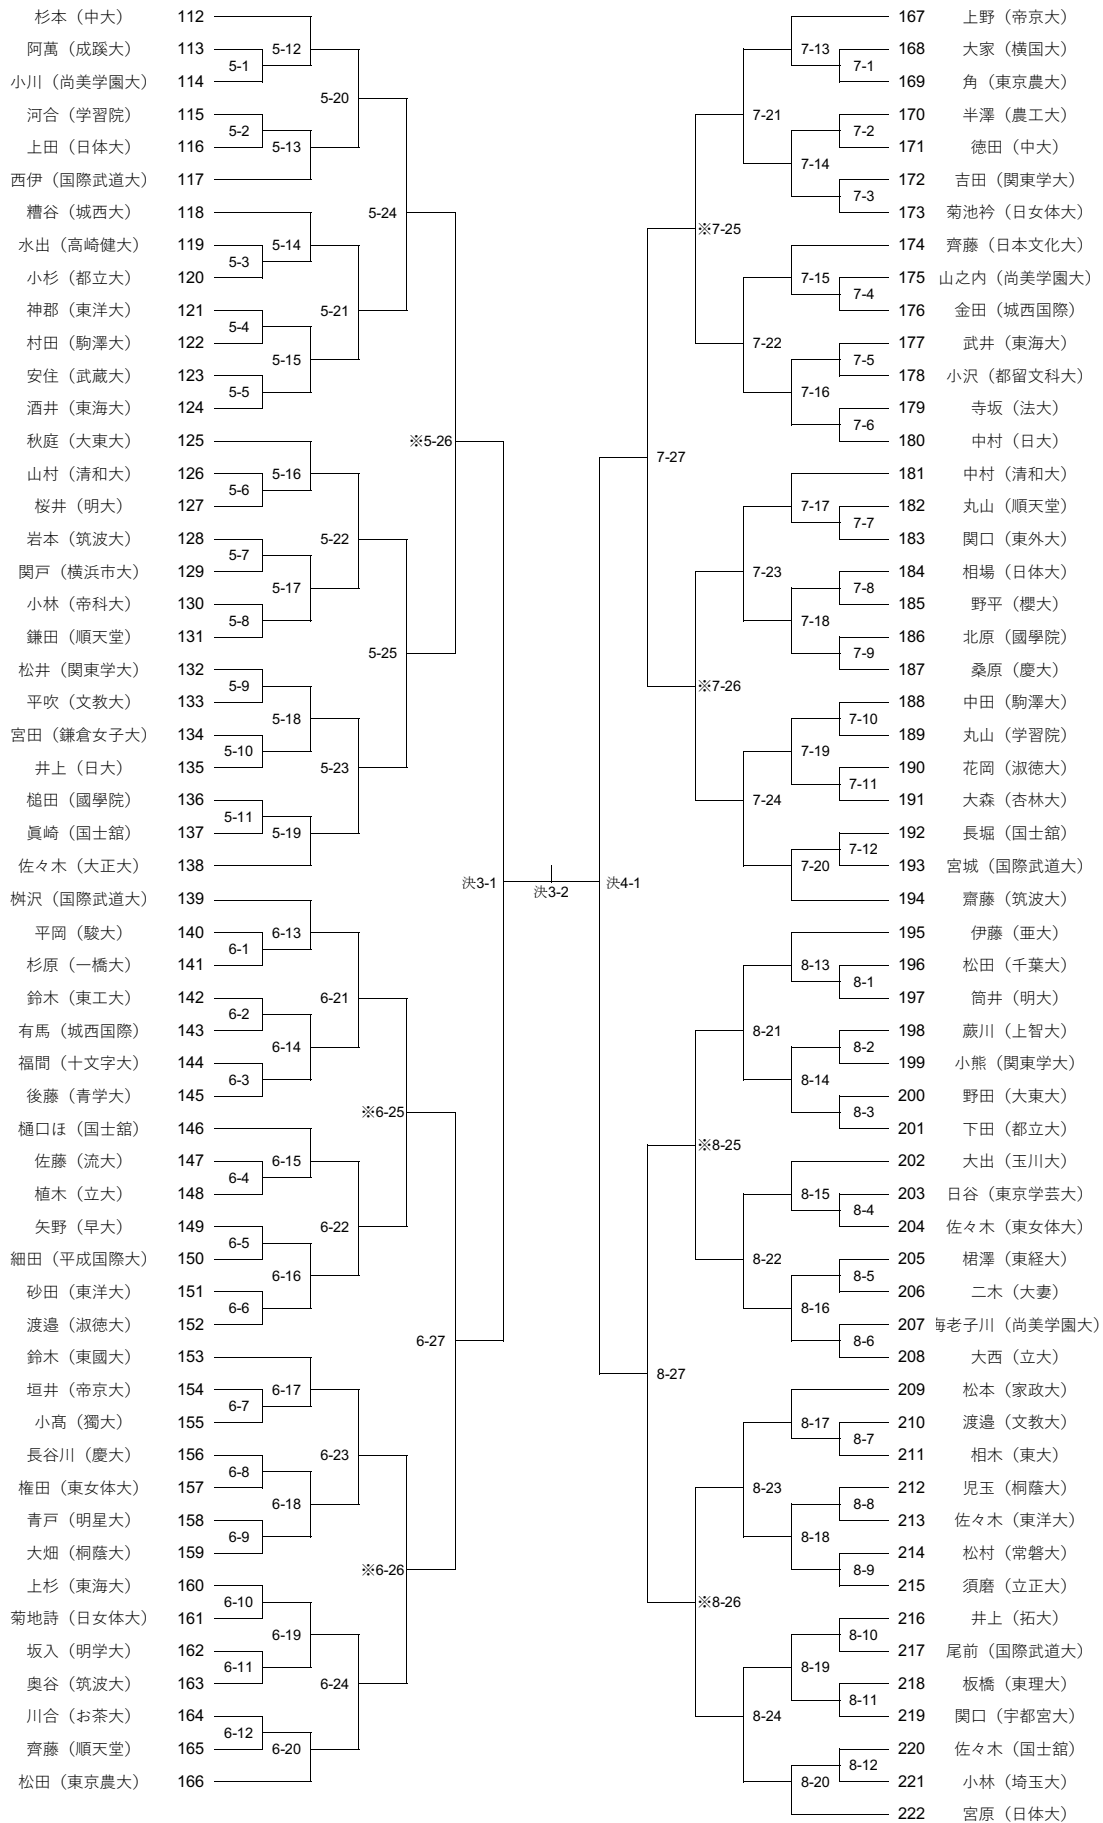 杉本（中大） 112
阿萬（成蹊大） 113
小川（尚美学園大） 114
河合（学習院） 115
上田（日体大） 116
西伊（国際武道大） 117
糟谷（城西大） 118
水出（高崎健大） 119
小杉（都立大） 120
神郡（東洋大） 121
村田（駒澤大） 122
安住（武蔵大） 123
酒井（東海大） 124
秋庭（大東大） 125
山村（清和大） 126
桜井（明大） 127
岩本（筑波大） 128
関戸（横浜市大） 129
小林（帝科大） 130
鎌田（順天堂） 131
松井（関東学大） 132
平吹（文教大） 133
宮田（鎌倉女子大） 134
井上（日大） 135
槌田（國學院） 136
眞崎（国士舘） 137
佐々木（大正大） 138
桝沢（国際武道大） 139
平岡（駿大） 140
杉原（一橋大） 141
鈴木（東工大） 142
有馬（城西国際） 143
福間（十文字大） 144
後藤（青学大） 145
樋口ほ（国士舘） 146
佐藤（流大） 147
植木（立大） 148
矢野（早大） 149
細田（平成国際大） 150
砂田（東洋大） 151
渡邉（淑徳大） 152
鈴木（東國大） 153
垣井（帝京大） 154
小髙（獨大） 155
長谷川（慶大） 156
権田（東女体大） 157
青戸（明星大） 158
大畑（桐蔭大） 159
上杉（東海大） 160
菊地詩（日女体大） 161
坂入（明学大） 162
奥谷（筑波大） 163
川合（お茶大） 164
齊藤（順天堂） 165
松田（東京農大） 166
5-1
5-2
5-3
5-4
5-5
5-6
5-7
5-8
5-9
5-10
5-11
5-12
5-13
5-14
5-15
5-16
5-17
5-18
5-19
5-20
5-21
5-22
5-23
5-24
5-25
※5-26
6-1
6-2
6-3
6-4
6-5
6-6
6-7
6-8
6-9
6-10
6-11
6-12
6-13
6-14
6-15
6-16
6-17
6-18
6-19
6-20
6-21
6-22
6-23
6-24
※6-25
※6-26
6-27
決3-1
決3-2
決4-1
7-27
※7-25
※7-26
7-21
7-22
7-23
7-24
7-13
7-14
7-15
7-16
7-17
7-18
7-19
7-20
7-1
7-2
7-3
7-4
7-5
7-6
7-7
7-8
7-9
7-10
7-11
7-12
8-27
※8-25
※8-26
8-21
8-22
8-23
8-24
8-13
8-14
8-15
8-16
8-17
8-18
8-19
8-20
8-1
8-2
8-3
8-4
8-5
8-6
8-7
8-8
8-9
8-10
8-11
8-12
167 上野（帝京大）
168 大家（横国大）
169 角（東京農大）
170 半澤（農工大）
171 徳田（中大）
172 吉田（関東学大）
173 菊池衿（日女体大）
174 齊藤（日本文化大）
175 山之内（尚美学園大）
176 金田（城西国際）
177 武井（東海大）
178 小沢（都留文科大）
179 寺坂（法大）
180 中村（日大）
181 中村（清和大）
182 丸山（順天堂）
183 関口（東外大）
184 相場（日体大）
185 野平（櫻大）
186 北原（國學院）
187 桑原（慶大）
188 中田（駒澤大）
189 丸山（学習院）
190 花岡（淑徳大）
191 大森（杏林大）
192 長堀（国士舘）
193 宮城（国際武道大）
194 齋藤（筑波大）
195 伊藤（亜大）
196 松田（千葉大）
197 筒井（明大）
198 蕨川（上智大）
199 小熊（関東学大）
200 野田（大東大）
201 下田（都立大）
202 大出（玉川大）
203 日谷（東京学芸大）
204 佐々木（東女体大）
205 桾澤（東経大）
206 二木（大妻）
207 海老子川（尚美学園大）
208 大西（立大）
209 松本（家政大）
210 渡邉（文教大）
211 相木（東大）
212 児玉（桐蔭大）
213 佐々木（東洋大）
214 松村（常磐大）
215 須磨（立正大）
216 井上（拓大）
217 尾前（国際武道大）
218 板橋（東理大）
219 関口（宇都宮大）
220 佐々木（国士舘）
221 小林（埼玉大）
222 宮原（日体大）